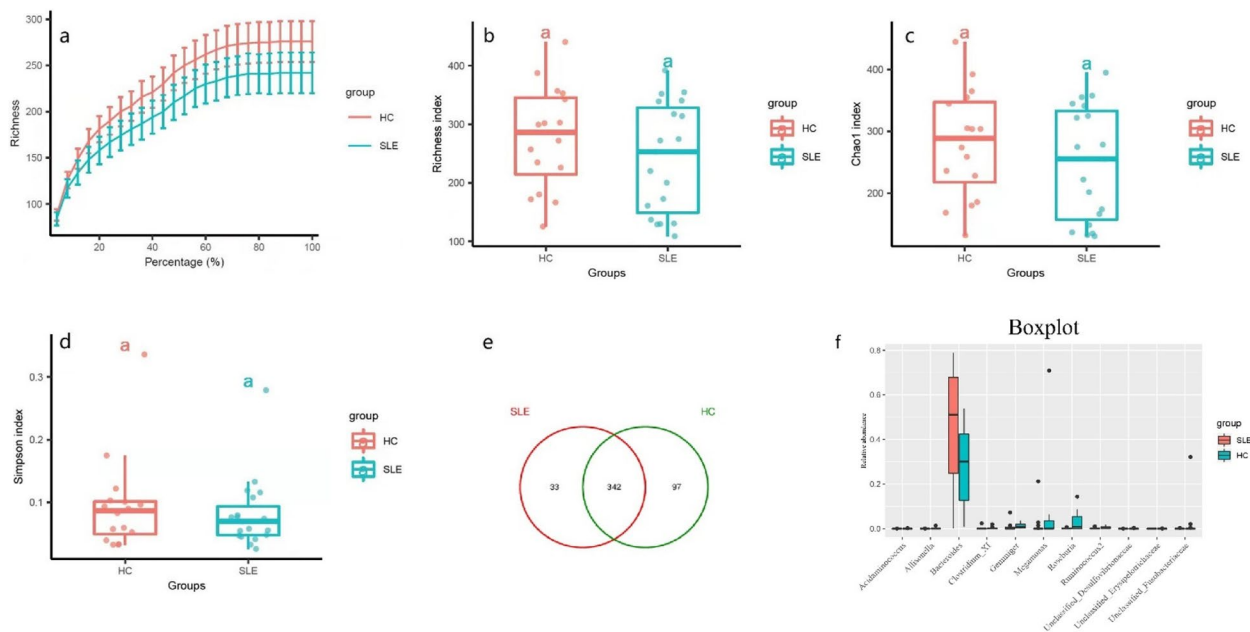 a
300
250
200
150
100
Richness
20
40
60
80
100
Percentage (%)
group
HC
SLE
b
a
a
400
300
200
100
Richness index
HC
SLE
Groups
group
HC
SLE
c
a
a
400
300
200
Chao1 index
HC
SLE
Groups
group
HC
SLE
d
a
a
0.3
0.2
0.1
Simpson index
HC
SLE
Groups
group
HC
SLE
e
SLE
HC
33
342
97
f
Boxplot
0.8
0.6
0.4
0.2
0.0
Relative abundance
Acidaminococcus
Allisonella
Bacteroides
Clostridium_XI
Gemmiger
Megamonas
Roseburia
Ruminococcus2
Unclassified_Desulfovibrionaceae
Unclassified_Erysipelotrichaceae
Unclassified_Fusobacteriaceae
group
SLE
HC